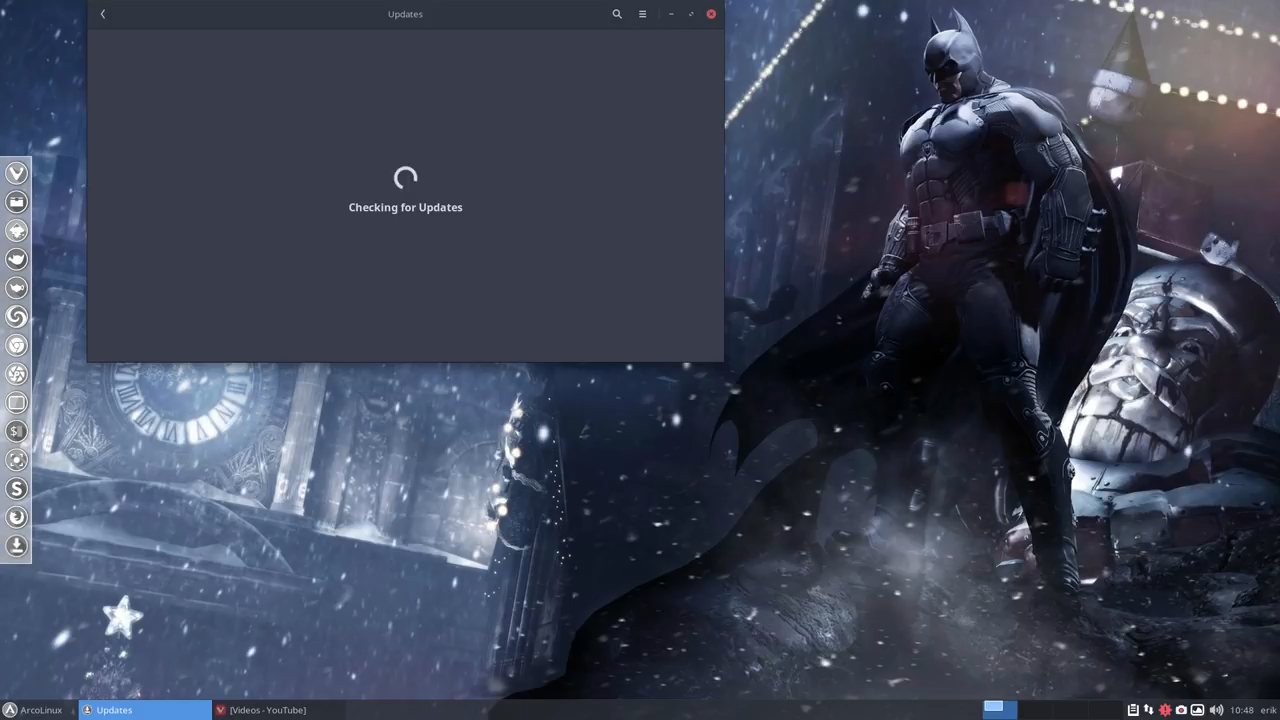 Updates
Checking for Updates
ArcoLinux
Updates
[Videos - YouTube]
10:48
erik